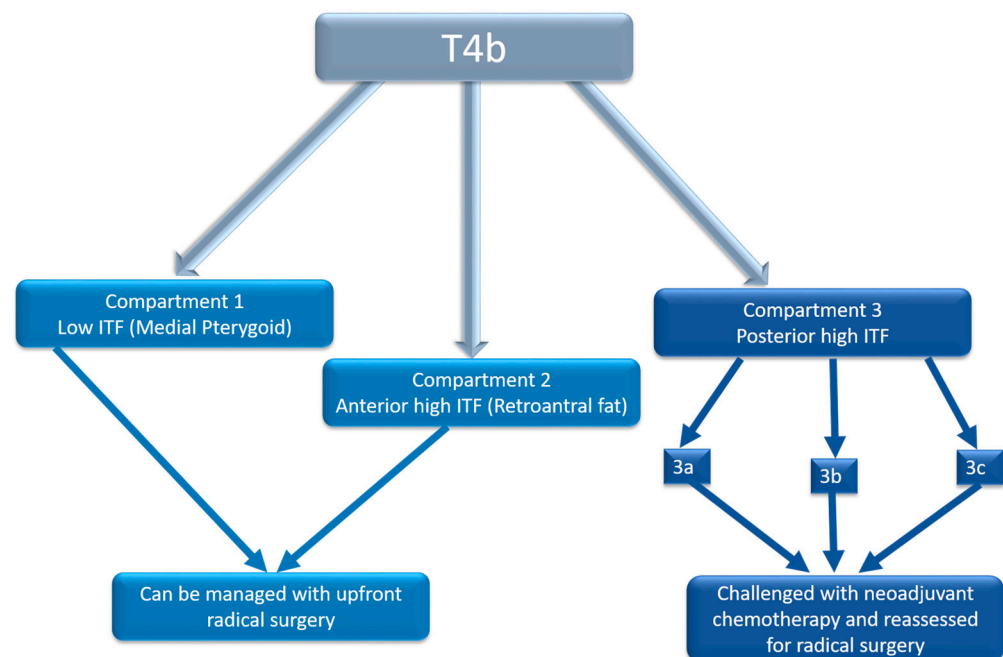 T4b
Compartment 1
Low ITF (Medial Pterygoid)
Compartment 2
Anterior high ITF (Retroantral fat)
Compartment 3
Posterior high ITF
3a
3b
3c
Can be managed with upfront
radical surgery
Challenged with neoadjuvant
chemotherapy and reassessed
for radical surgery